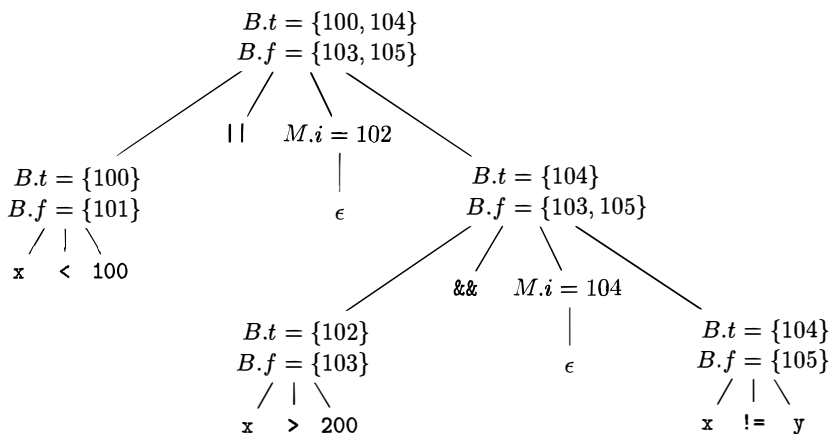 B.t = {100, 104}
B.f = {103, 105}
|| M.i = 102
B.t = {100}
B.f = {101}
ϵ
B.t = {104}
B.f = {103, 105}
x < 100
&& M.i = 104
B.t = {102}
B.f = {103}
ϵ
B.t = {104}
B.f = {105}
x > 200
x != y